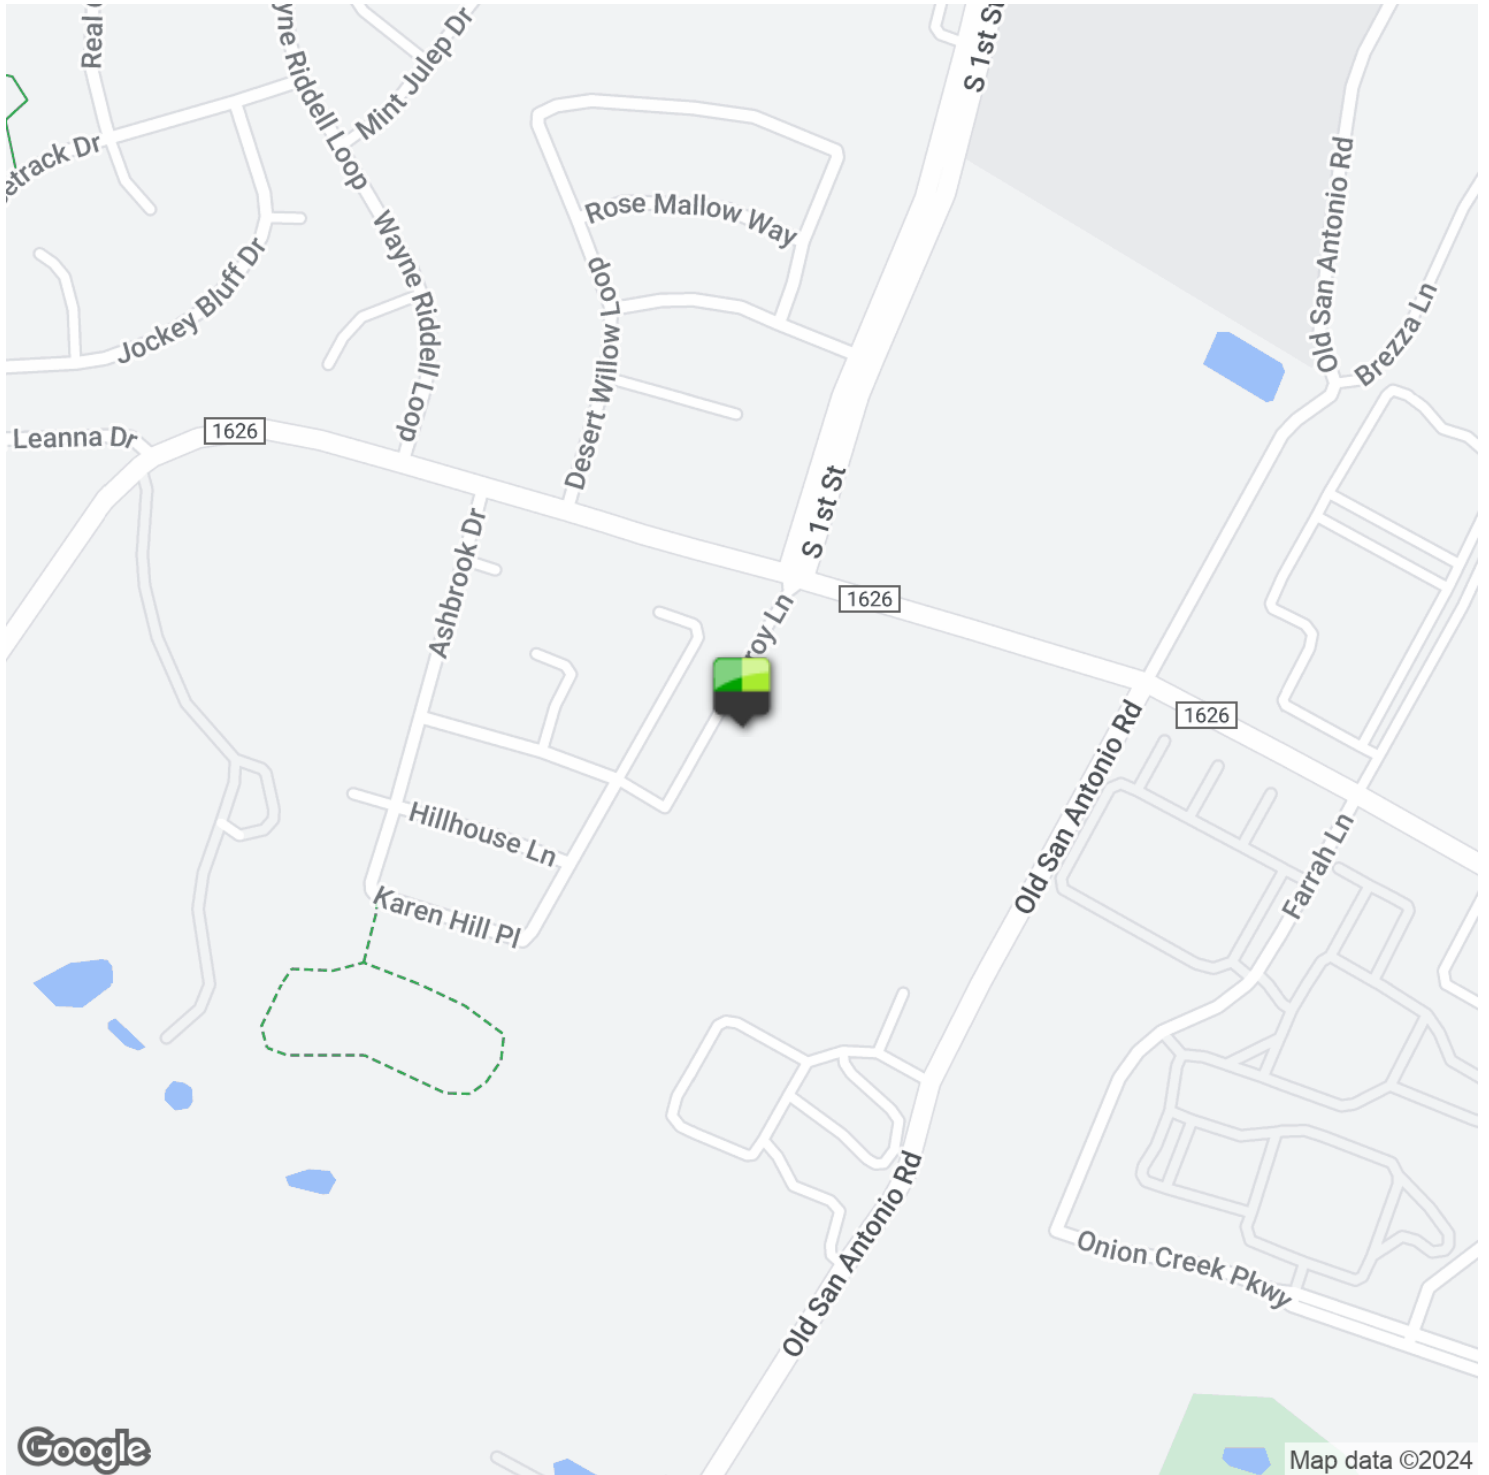 Real
S 1st St
Wayne Riddell Loop
Mint Julep Dr
etrack Dr
Rose Mallow Way
Old San Antonio Rd
Wayne Riddell Loop
Jockey Bluff Dr
Desert Willow Loop
Brezza Ln
Leanna Dr
1626
S 1st St
Ashbrook Dr
1626
roy Ln
1626
Old San Antonio Rd
Hillhouse Ln
Farrah Ln
Karen Hill Pl
Old San Antonio Rd
Onion Creek Pkwy
Google
Map data ©2024